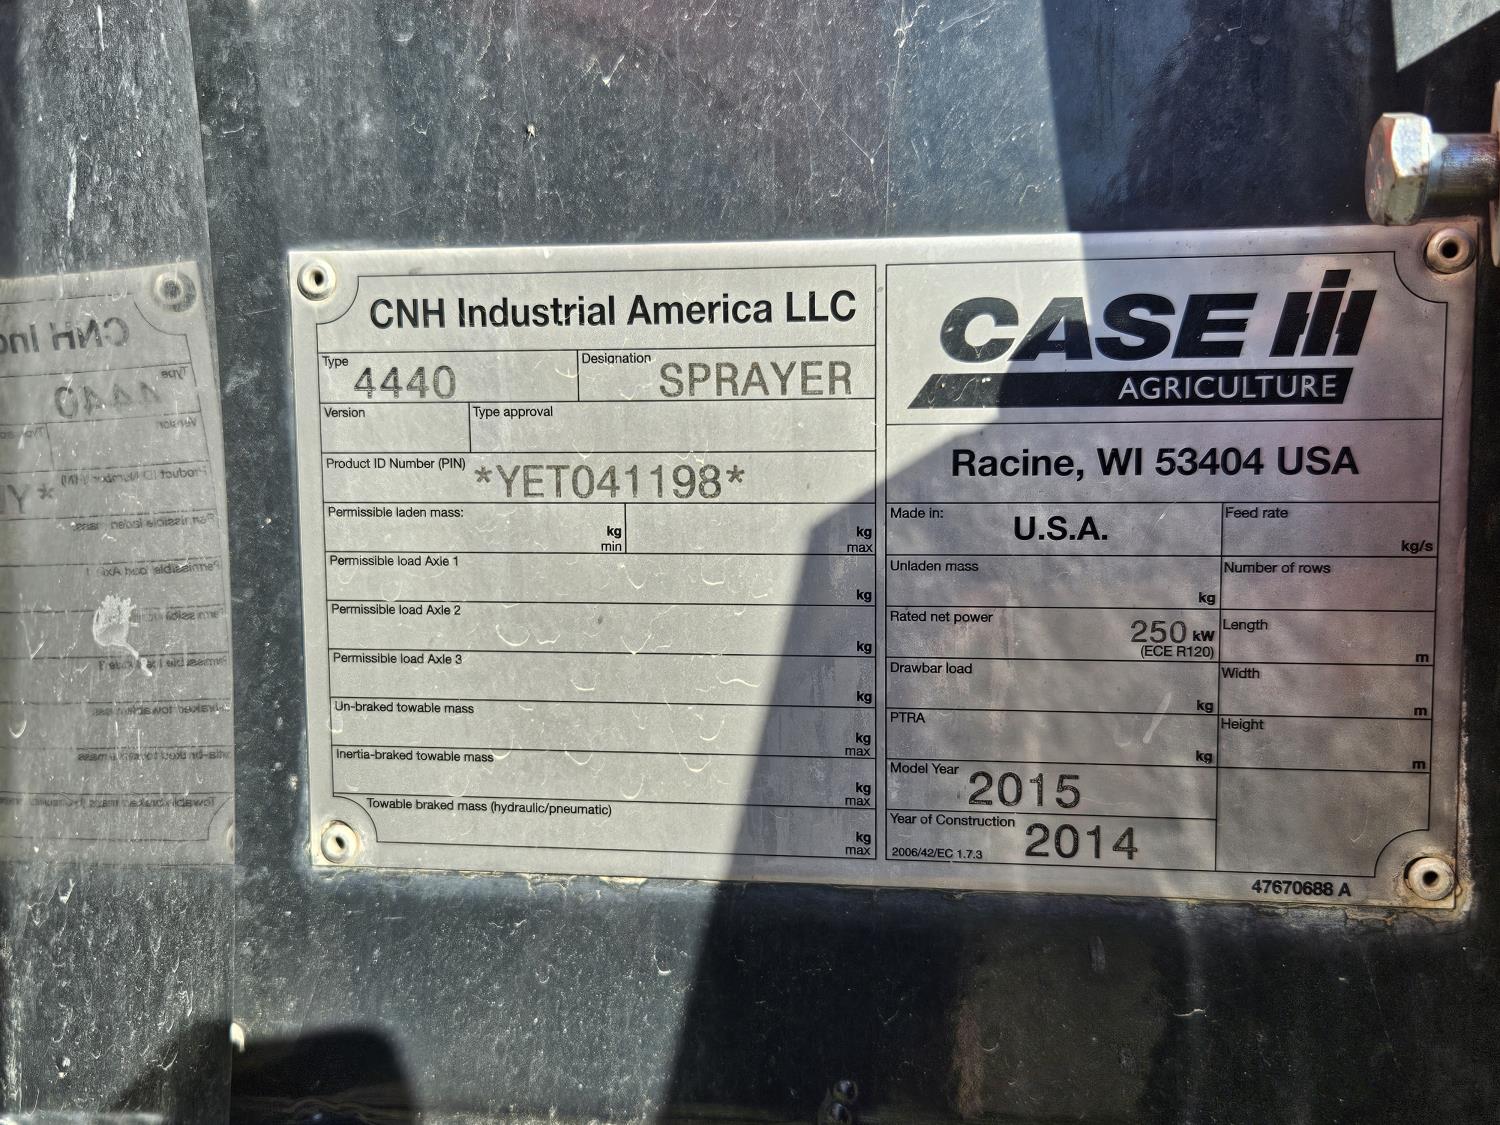 CNH Industrial America LLC
Type
4440
Designation
SPRAYER
Version
Type approval
Product ID Number (PIN)
*YET041198*
Permissible laden mass:
kg
min
kg
max
Permissible load Axle 1
kg
Permissible load Axle 2
kg
Permissible load Axle 3
kg
Un-braked towable mass
kg
max
Inertia-braked towable mass
kg
max
Towable braked mass (hydraulic/pneumatic)
kg
max
CASE IH
AGRICULTURE
Racine, WI 53404 USA
Made in:
U.S.A.
Feed rate
kg/s
Unladen mass
kg
Number of rows
Rated net power
250 kW
(ECE R120)
Length
m
Drawbar load
kg
Width
m
PTRA
kg
Height
m
Model Year
2015
Year of Construction
2014
2006/42/EC 1.7.3
47670688 A